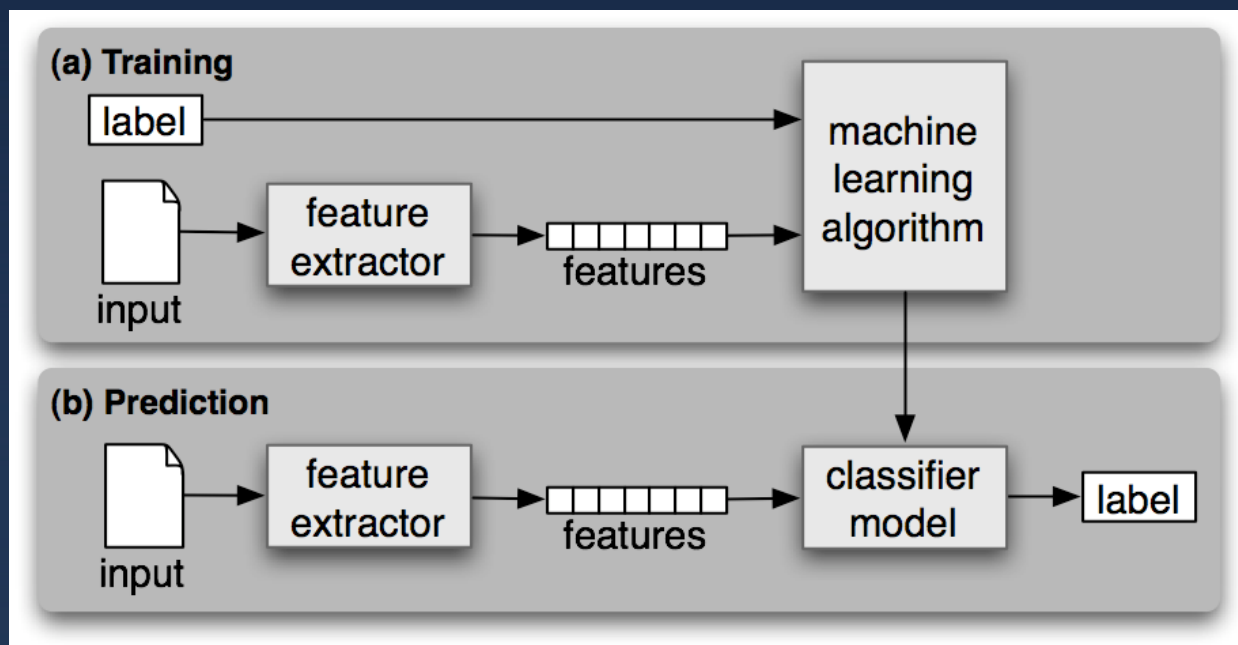 (a) Training
label
machine
learning
algorithm
feature
extractor
features
input
(b) Prediction
feature
extractor
features
input
classifier
model
label